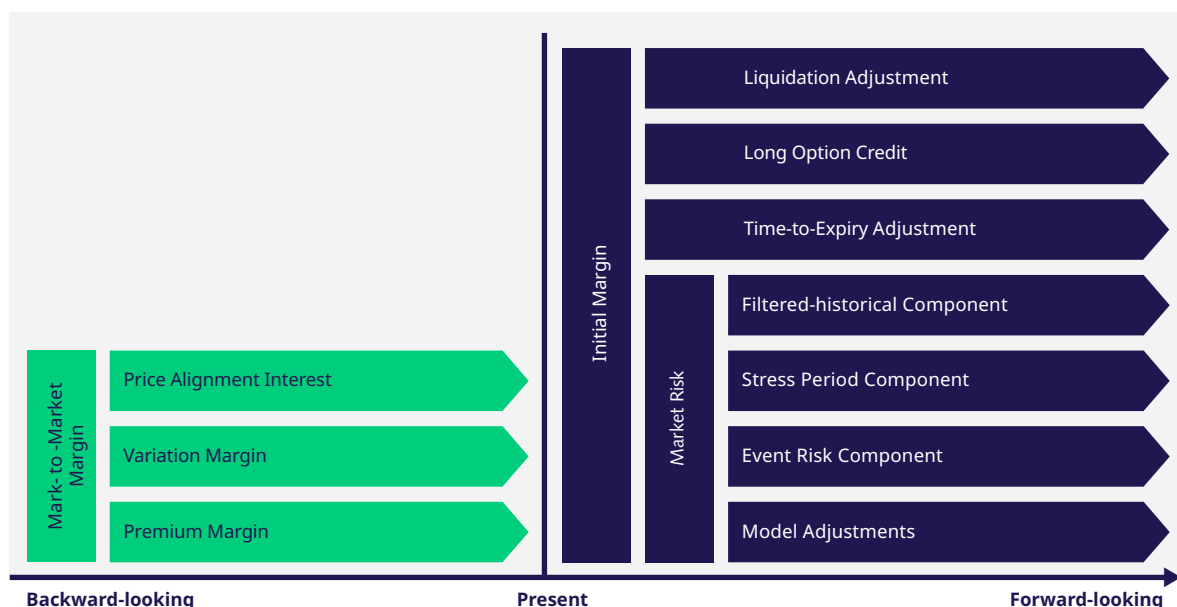 Liquidation Adjustment
Long Option Credit
Time-to-Expiry Adjustment
Initial Margin
Market Risk
Filtered-historical Component
Stress Period Component
Event Risk Component
Model Adjustments
Mark- to -Market
Margin
Price Alignment Interest
Variation Margin
Premium Margin
Backward-looking
Present
Forward-looking